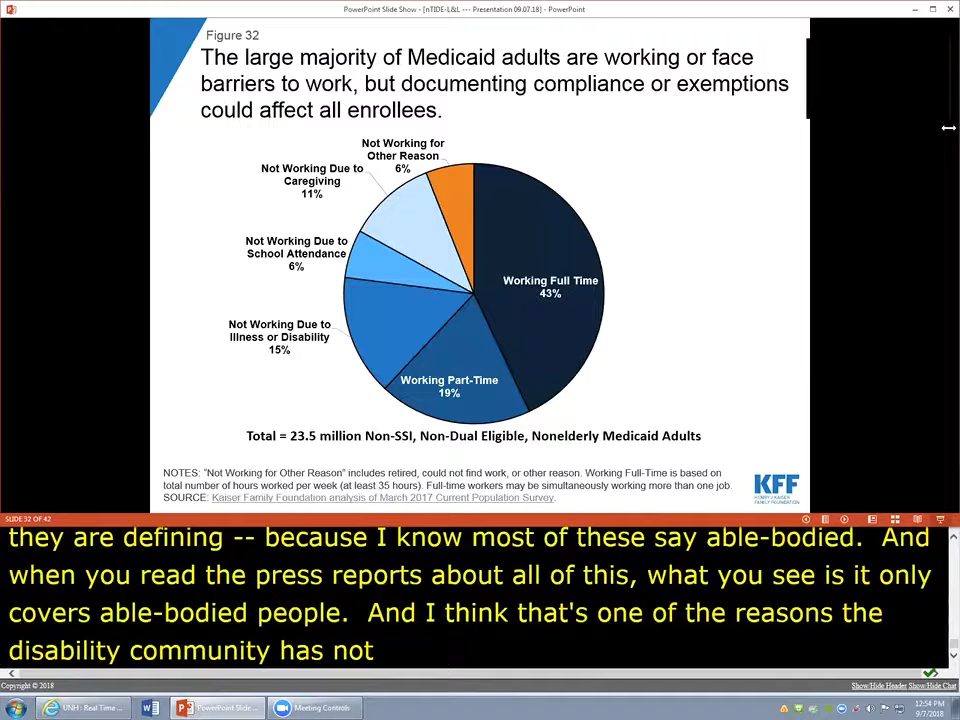 PowerPoint Slide Show - [nTIDE-L&L --- Presentation 09.07.18] - PowerPoint
Figure 32
The large majority of Medicaid adults are working or face
barriers to work, but documenting compliance or exemptions
could affect all enrollees.
Not Working for
Other Reason
6%
Not Working Due to
Caregiving
11%
Not Working Due to
School Attendance
6%
Working Full Time
43%
Not Working Due to
Illness or Disability
15%
Working Part-Time
19%
Total = 23.5 million Non-SSI, Non-Dual Eligible, Nonelderly Medicaid Adults
NOTES: "Not Working for Other Reason" includes retired, could not find work, or other reason. Working Full-Time is based on
total number of hours worked per week (at least 35 hours). Full-time workers may be simultaneously working more than one job.
SOURCE: Kaiser Family Foundation analysis of March 2017 Current Population Survey.
KFF
HENRY J KAISER
FAMILY FOUNDATION
SLIDE 32 OF 42
they are defining -- because I know most of these say able-bodied.  And
when you read the press reports about all of this, what you see is it only
covers able-bodied people.  And I think that's one of the reasons the
disability community has not
Copyright © 2018
Show/Hide Header Show/Hide Chat
UNH : Real Time ...
PowerPoint Slide ...
Meeting Controls
12:54 PM
9/7/2018